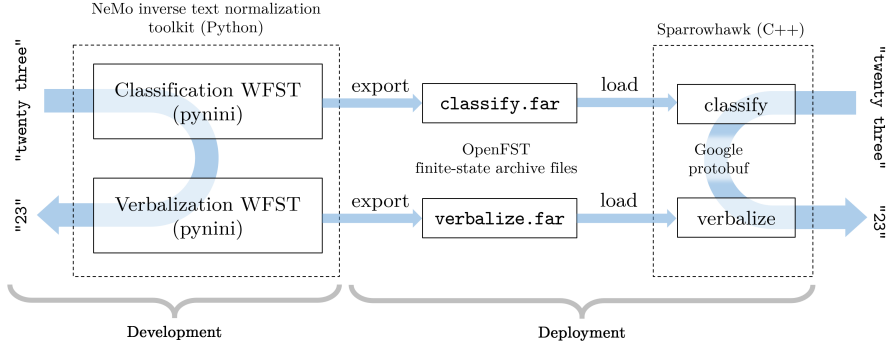 NeMo inverse text normalization
toolkit (Python)
Sparrowhawk (C++)
"twenty three"
Classification WFST
(pynini)
export
classify.far
load
classify
"twenty three"
OpenFST
finite-state archive files
Google
protobuf
"23"
Verbalization WFST
(pynini)
export
verbalize.far
load
verbalize
"23"
Development
Deployment